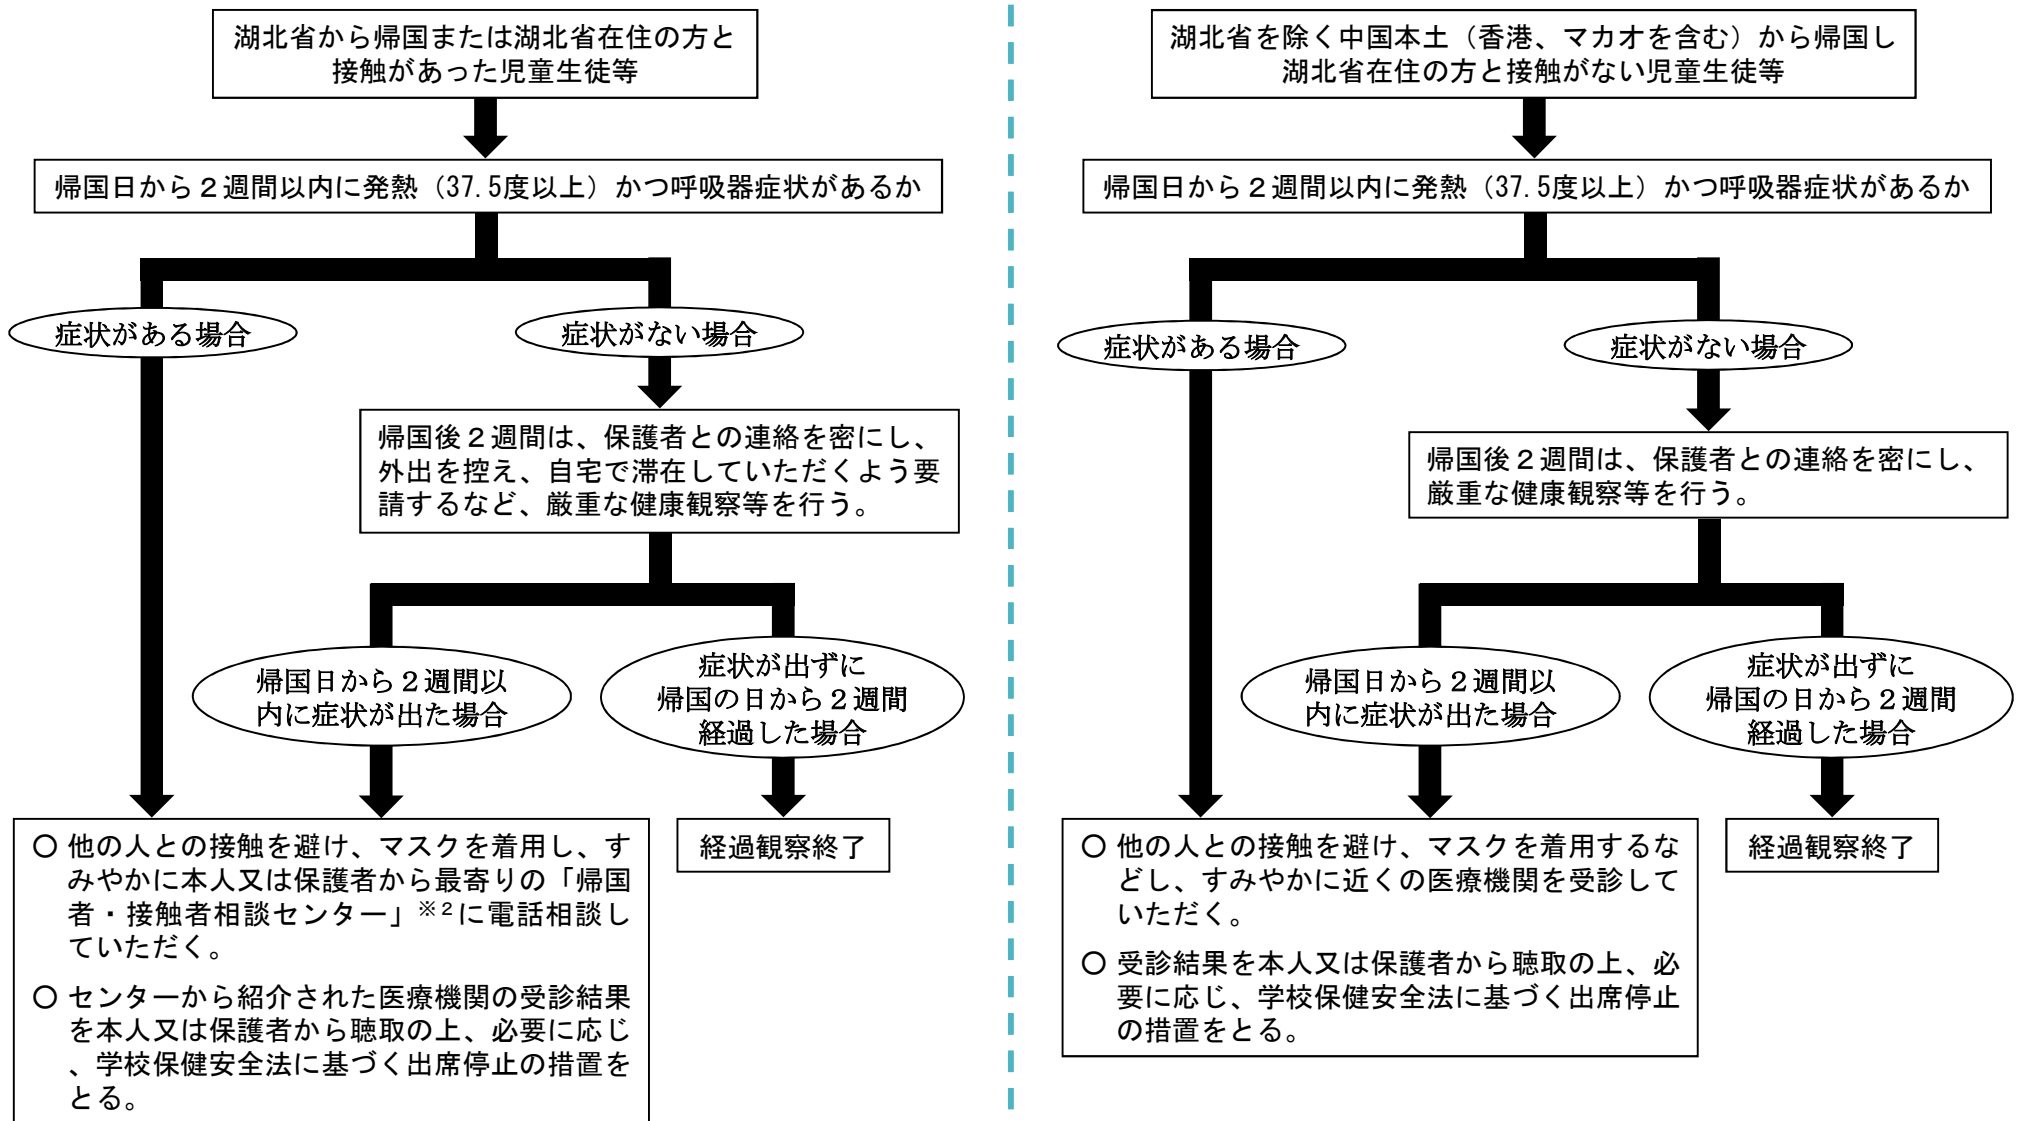 湖北省から帰国または湖北省在住の方と
接触があった児童生徒等
帰国日から２週間以内に発熱（37.5度以上）かつ呼吸器症状があるか
症状がある場合
症状がない場合
帰国後２週間は、保護者との連絡を密にし、
外出を控え、自宅で滞在していただくよう要
請するなど、厳重な健康観察等を行う。
帰国日から２週間以
内に症状が出た場合
症状が出ずに
帰国の日から２週間
経過した場合
〇 他の人との接触を避け、マスクを着用し、す
みやかに本人又は保護者から最寄りの「帰国
者・接触者相談センター」※２に電話相談し
ていただく。
〇 センターから紹介された医療機関の受診結果
を本人又は保護者から聴取の上、必要に応じ
、学校保健安全法に基づく出席停止の措置を
とる。
経過観察終了
湖北省を除く中国本土（香港、マカオを含む）から帰国し
湖北省在住の方と接触がない児童生徒等
帰国日から２週間以内に発熱（37.5度以上）かつ呼吸器症状があるか
症状がある場合
症状がない場合
帰国後２週間は、保護者との連絡を密にし、
厳重な健康観察等を行う。
帰国日から２週間以
内に症状が出た場合
症状が出ずに
帰国の日から２週間
経過した場合
〇 他の人との接触を避け、マスクを着用するな
どし、すみやかに近くの医療機関を受診して
いただく。
〇 受診結果を本人又は保護者から聴取の上、必
要に応じ、学校保健安全法に基づく出席停止
の措置をとる。
経過観察終了